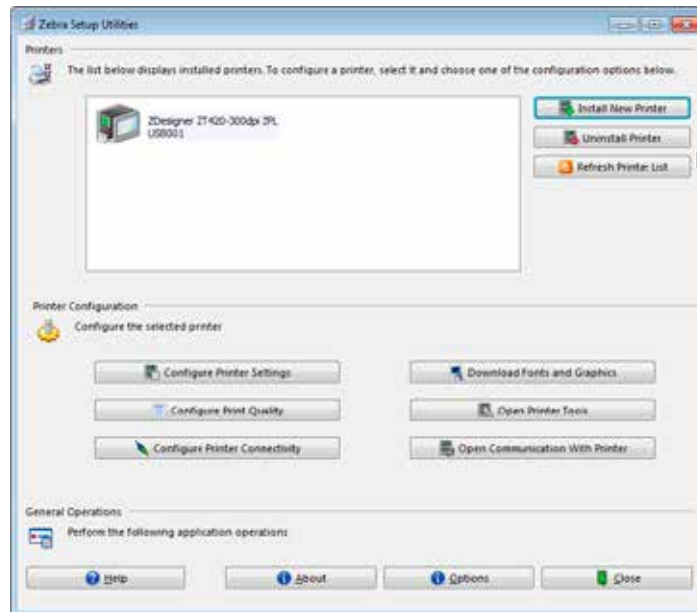 Zebra Setup Utilities
Printers
The list below displays installed printers. To configure a printer, select it and choose one of the configuration options below.
ZDesigner ZT420-300dpi ZPL
USB001
Install New Printer
Uninstall Printer
Refresh Printer List
Printer Configuration
Configure the selected printer
Configure Printer Settings
Download Fonts and Graphics
Configure Print Quality
Open Printer Tools
Configure Printer Connectivity
Open Communication With Printer
General Operations
Perform the following application operations
Help
About
Options
Close